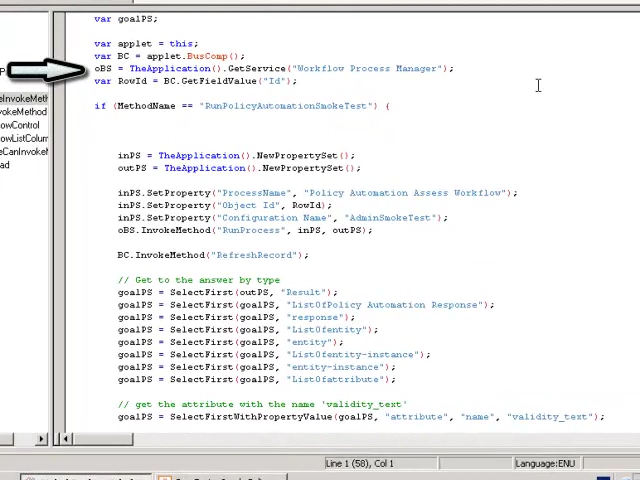 var goalPS;
var applet = this;
var BC = applet.BusComp();
oBS = TheApplication().GetService("Workflow Process Manager");
var RowId = BC.GetFieldValue("Id");
if (MethodName == "RunPolicyAutomationSmokeTest") {
inPS = TheApplication().NewPropertySet();
outPS = TheApplication().NewPropertySet();
inPS.SetProperty("ProcessName", "Policy Automation Assess Workflow");
inPS.SetProperty("Object Id", RowId);
inPS.SetProperty("Configuration Name", "AdminSmokeTest");
oBS.InvokeMethod("RunProcess", inPS, outPS);
BC.InvokeMethod("RefreshRecord");
// Get to the answer by type
goalPS = SelectFirst(outPS, "Result");
goalPS = SelectFirst(goalPS, "ListOfPolicy Automation Response");
goalPS = SelectFirst(goalPS, "response");
goalPS = SelectFirst(goalPS, "ListOfentity");
goalPS = SelectFirst(goalPS, "entity");
goalPS = SelectFirst(goalPS, "ListOfentity-instance");
goalPS = SelectFirst(goalPS, "entity-instance");
goalPS = SelectFirst(goalPS, "ListOfattribute");
// get the attribute with the name 'validity_text'
goalPS = SelectFirstWithPropertyValue(goalPS, "attribute", "name", "validity_text");
eInvokeMeth
vokeMethod
owControl
owListColum
eCanInvokeM
ad
Line 1 (58), Col 1
Language:ENU